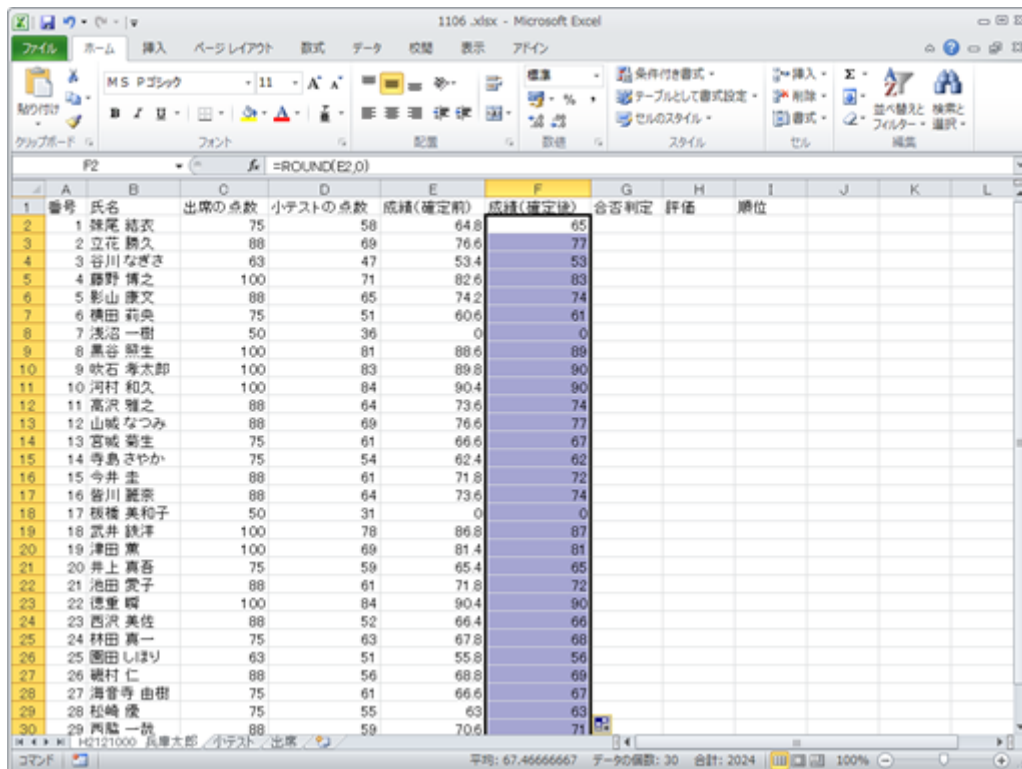 1106 .xlsx - Microsoft Excel
ファイル ホーム 挿入 ページ レイアウト 数式 データ 校閲 表示 アドイン
MS Pゴシック 11 標準 条件付き書式 挿入 Σ
貼り付け テーブルとして書式設定 削除 並べ替えと 検索と
B I U A % , セルのスタイル 書式 フィルター 選択
クリップボード フォント 配置 数値 スタイル セル 編集
F2 fx =ROUND(E2,0)
A B C D E F G H I J K L
1 番号 氏名 出席の点数 小テストの点数 成績(確定前) 成績(確定後) 合否判定 評価 順位
2 1 妹尾 結衣 75 58 64.8 65
3 2 立花 勝久 88 69 76.6 77
4 3 谷川 なぎさ 63 47 53.4 53
5 4 藤野 博之 100 71 82.6 83
6 5 影山 康文 88 65 74.2 74
7 6 横田 莉央 75 51 60.6 61
8 7 浅沼 一樹 50 36 0 0
9 8 黒谷 照生 100 81 88.6 89
10 9 吹石 孝太郎 100 83 89.8 90
11 10 河村 和久 100 84 90.4 90
12 11 高沢 雅之 88 64 73.6 74
13 12 山城 なつみ 88 69 76.6 77
14 13 宮城 菊生 75 61 66.6 67
15 14 寺島 さやか 75 54 62.4 62
16 15 今井 圭 88 61 71.8 72
17 16 皆川 麗奈 88 64 73.6 74
18 17 板橋 美和子 50 31 0 0
19 18 武井 鉄洋 100 78 86.8 87
20 19 津田 薫 100 69 81.4 81
21 20 井上 真吾 75 59 65.4 65
22 21 池田 愛子 88 61 71.8 72
23 22 徳重 瞬 100 84 90.4 90
24 23 西沢 美佐 88 52 66.4 66
25 24 林田 真一 75 63 67.8 68
26 25 園田 しほり 63 51 55.8 56
27 26 磯村 仁 88 56 68.8 69
28 27 海音寺 由樹 75 61 66.6 67
29 28 松崎 優 75 55 63 63
30 29 西脇 一哉 88 59 70.6 71
H2121000 兵庫太郎 小テスト 出席
コマンド 平均: 67.46666667 データの個数: 30 合計: 2024 100%